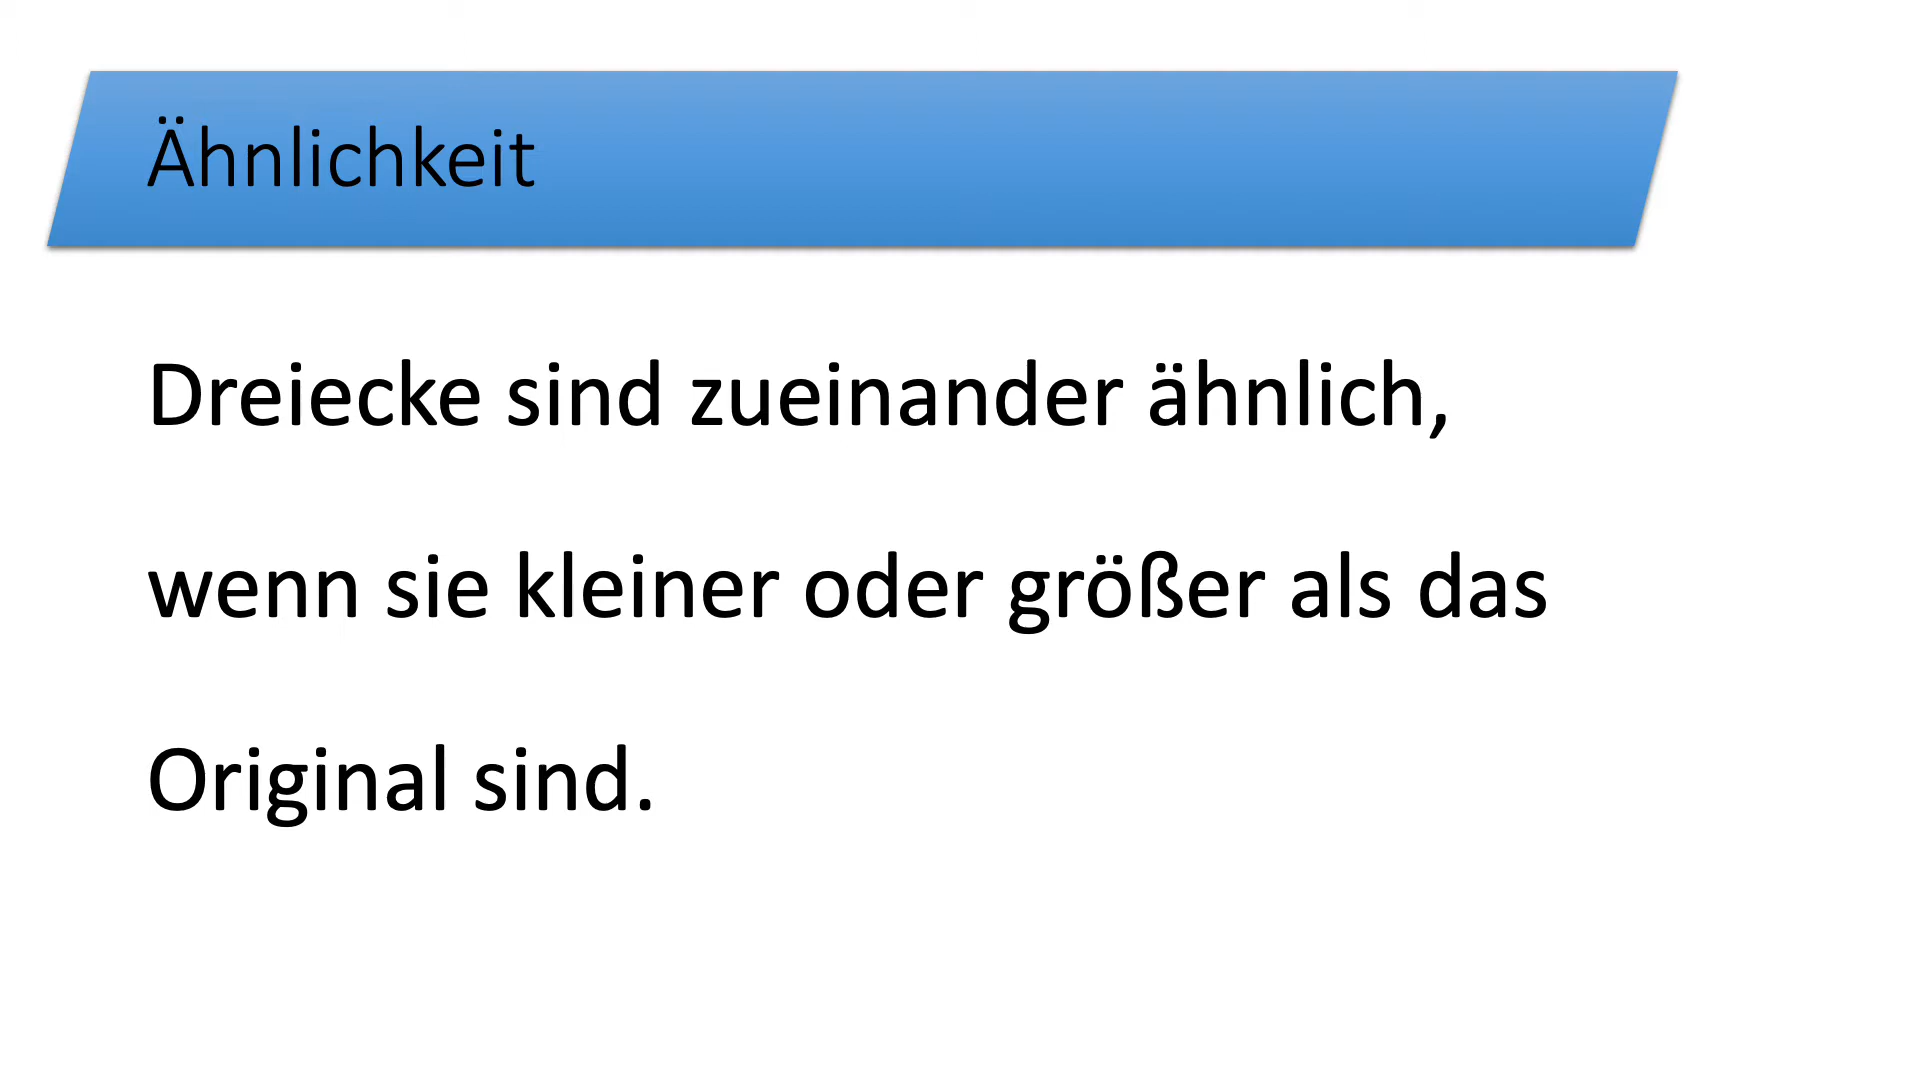 Ähnlichkeit
Dreiecke sind zueinander ähnlich,
wenn sie kleiner oder größer als das
Original sind.